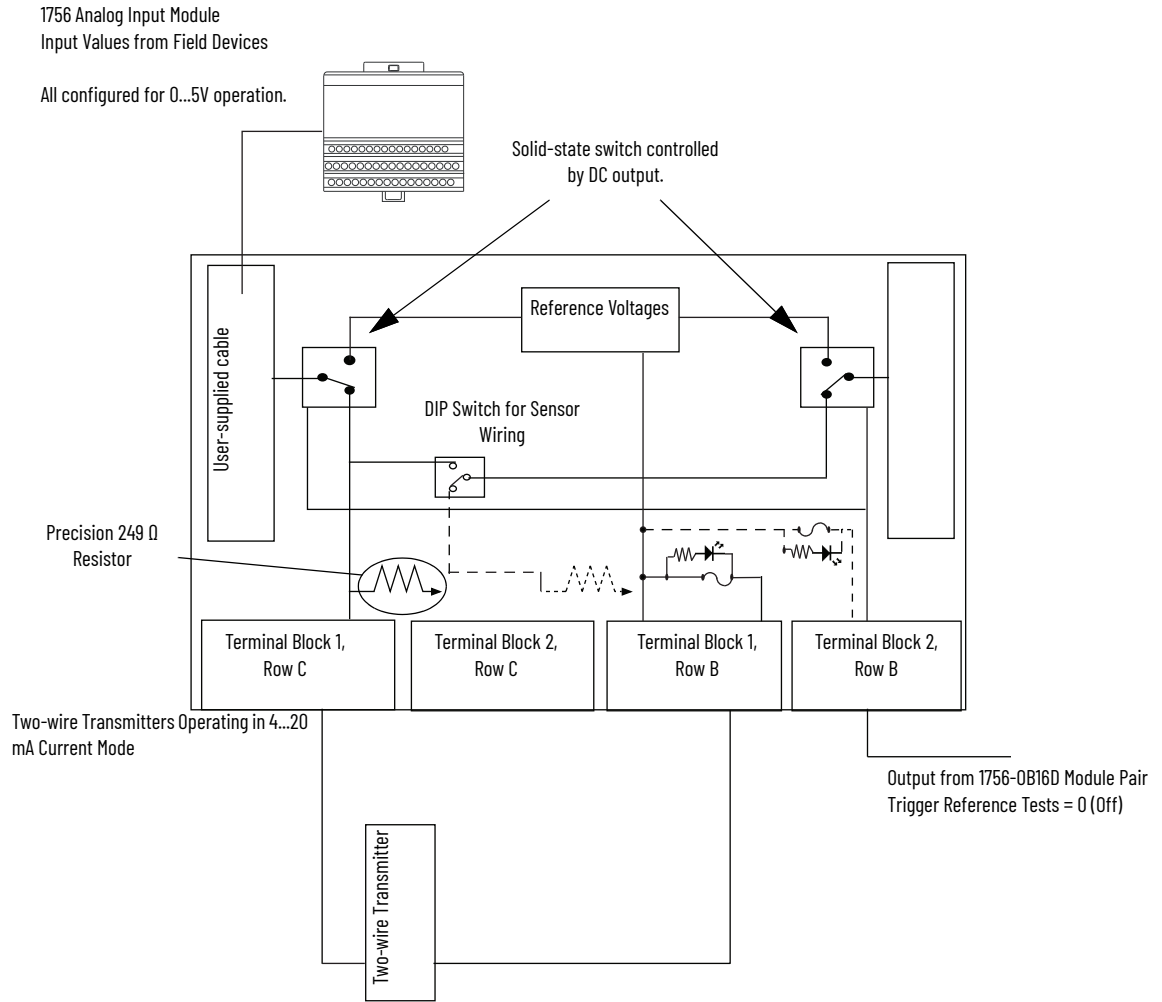 1756 Analog Input Module
Input Values from Field Devices
All configured for 0...5V operation.
Solid-state switch controlled
by DC output.
Reference Voltages
User-supplied cable
DIP Switch for Sensor
Wiring
Precision 249 Ω
Resistor
Terminal Block 1,
Row C
Terminal Block 2,
Row C
Terminal Block 1,
Row B
Terminal Block 2,
Row B
Two-wire Transmitters Operating in 4...20
mA Current Mode
Output from 1756-OB16D Module Pair
Trigger Reference Tests = 0 (Off)
Two-wire Transmitter